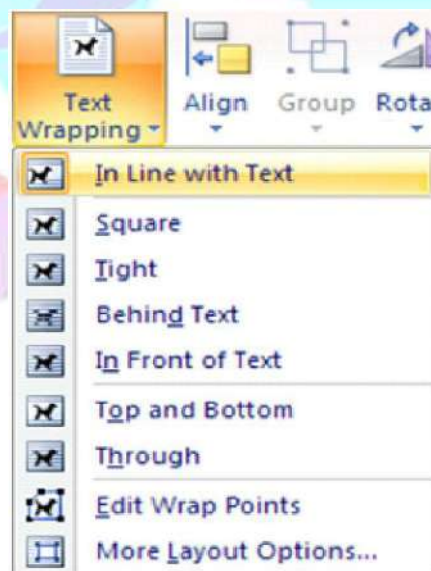 Text Wrapping
Align
Group
In Line with Text
Square
Tight
Behind Text
In Front of Text
Top and Bottom
Through
Edit Wrap Points
More Layout Options...